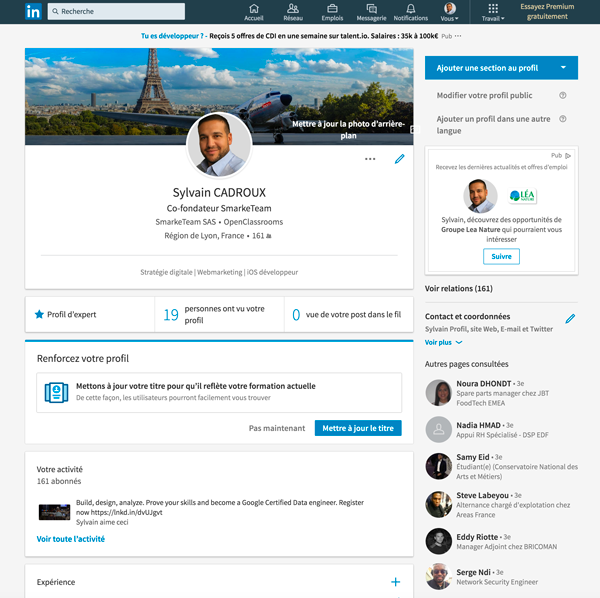 in
Recherche
Accueil
Réseau
Emplois
Messagerie
Notifications
Vous
Travail
Essayez Premium
gratuitement
Tu es développeur ? - Reçois 5 offres de CDI en une semaine sur talent.io. Salaires : 35k à 100k€ Pub ···
Mettre à jour la photo d'arrière-
plan
Sylvain CADROUX
Co-fondateur SmarkeTeam
SmarkeTeam SAS • OpenClassrooms
Région de Lyon, France • 161
Stratégie digitale | Webmarketing | iOS développeur
Profil d'expert
19 personnes ont vu votre
profil
0 vue de votre post dans le fil
Renforcez votre profil
Mettons à jour votre titre pour qu'il reflète votre formation actuelle
De cette façon, les utilisateurs pourront facilement vous trouver
Pas maintenant
Mettre à jour le titre
Votre activité
161 abonnés
Build, design, analyze. Prove your skills and become a Google Certified Data engineer. Register
now https://lnkd.in/dvUJgvt
Sylvain aime ceci
Voir toute l'activité
Expérience
Ajouter une section au profil
Modifier votre profil public
Ajouter un profil dans une autre
langue
Pub
Recevez les dernières actualités et offres d'emploi
LÉA
NATURE
Sylvain, découvrez des opportunités de
Groupe Lea Nature qui pourraient vous
intéresser
Suivre
Voir relations (161)
Contact et coordonnées
Sylvain Profil, site Web, E-mail et Twitter
Voir plus
Autres pages consultées
Noura DHONDT • 3e
Spare parts manager chez JBT
FoodTech EMEA
Nadia HMAD • 3e
Appui RH Spécialisé - DSP EDF
Samy Eid • 3e
Étudiant(e) (Conservatoire National des
Arts et Métiers)
Steve Labeyou • 3e
Alternance chargé d'explotation chez
Areas France
Eddy Riotte • 3e
Manager Adjoint chez BRICOMAN
Serge Ndi • 3e
Network Security Engineer